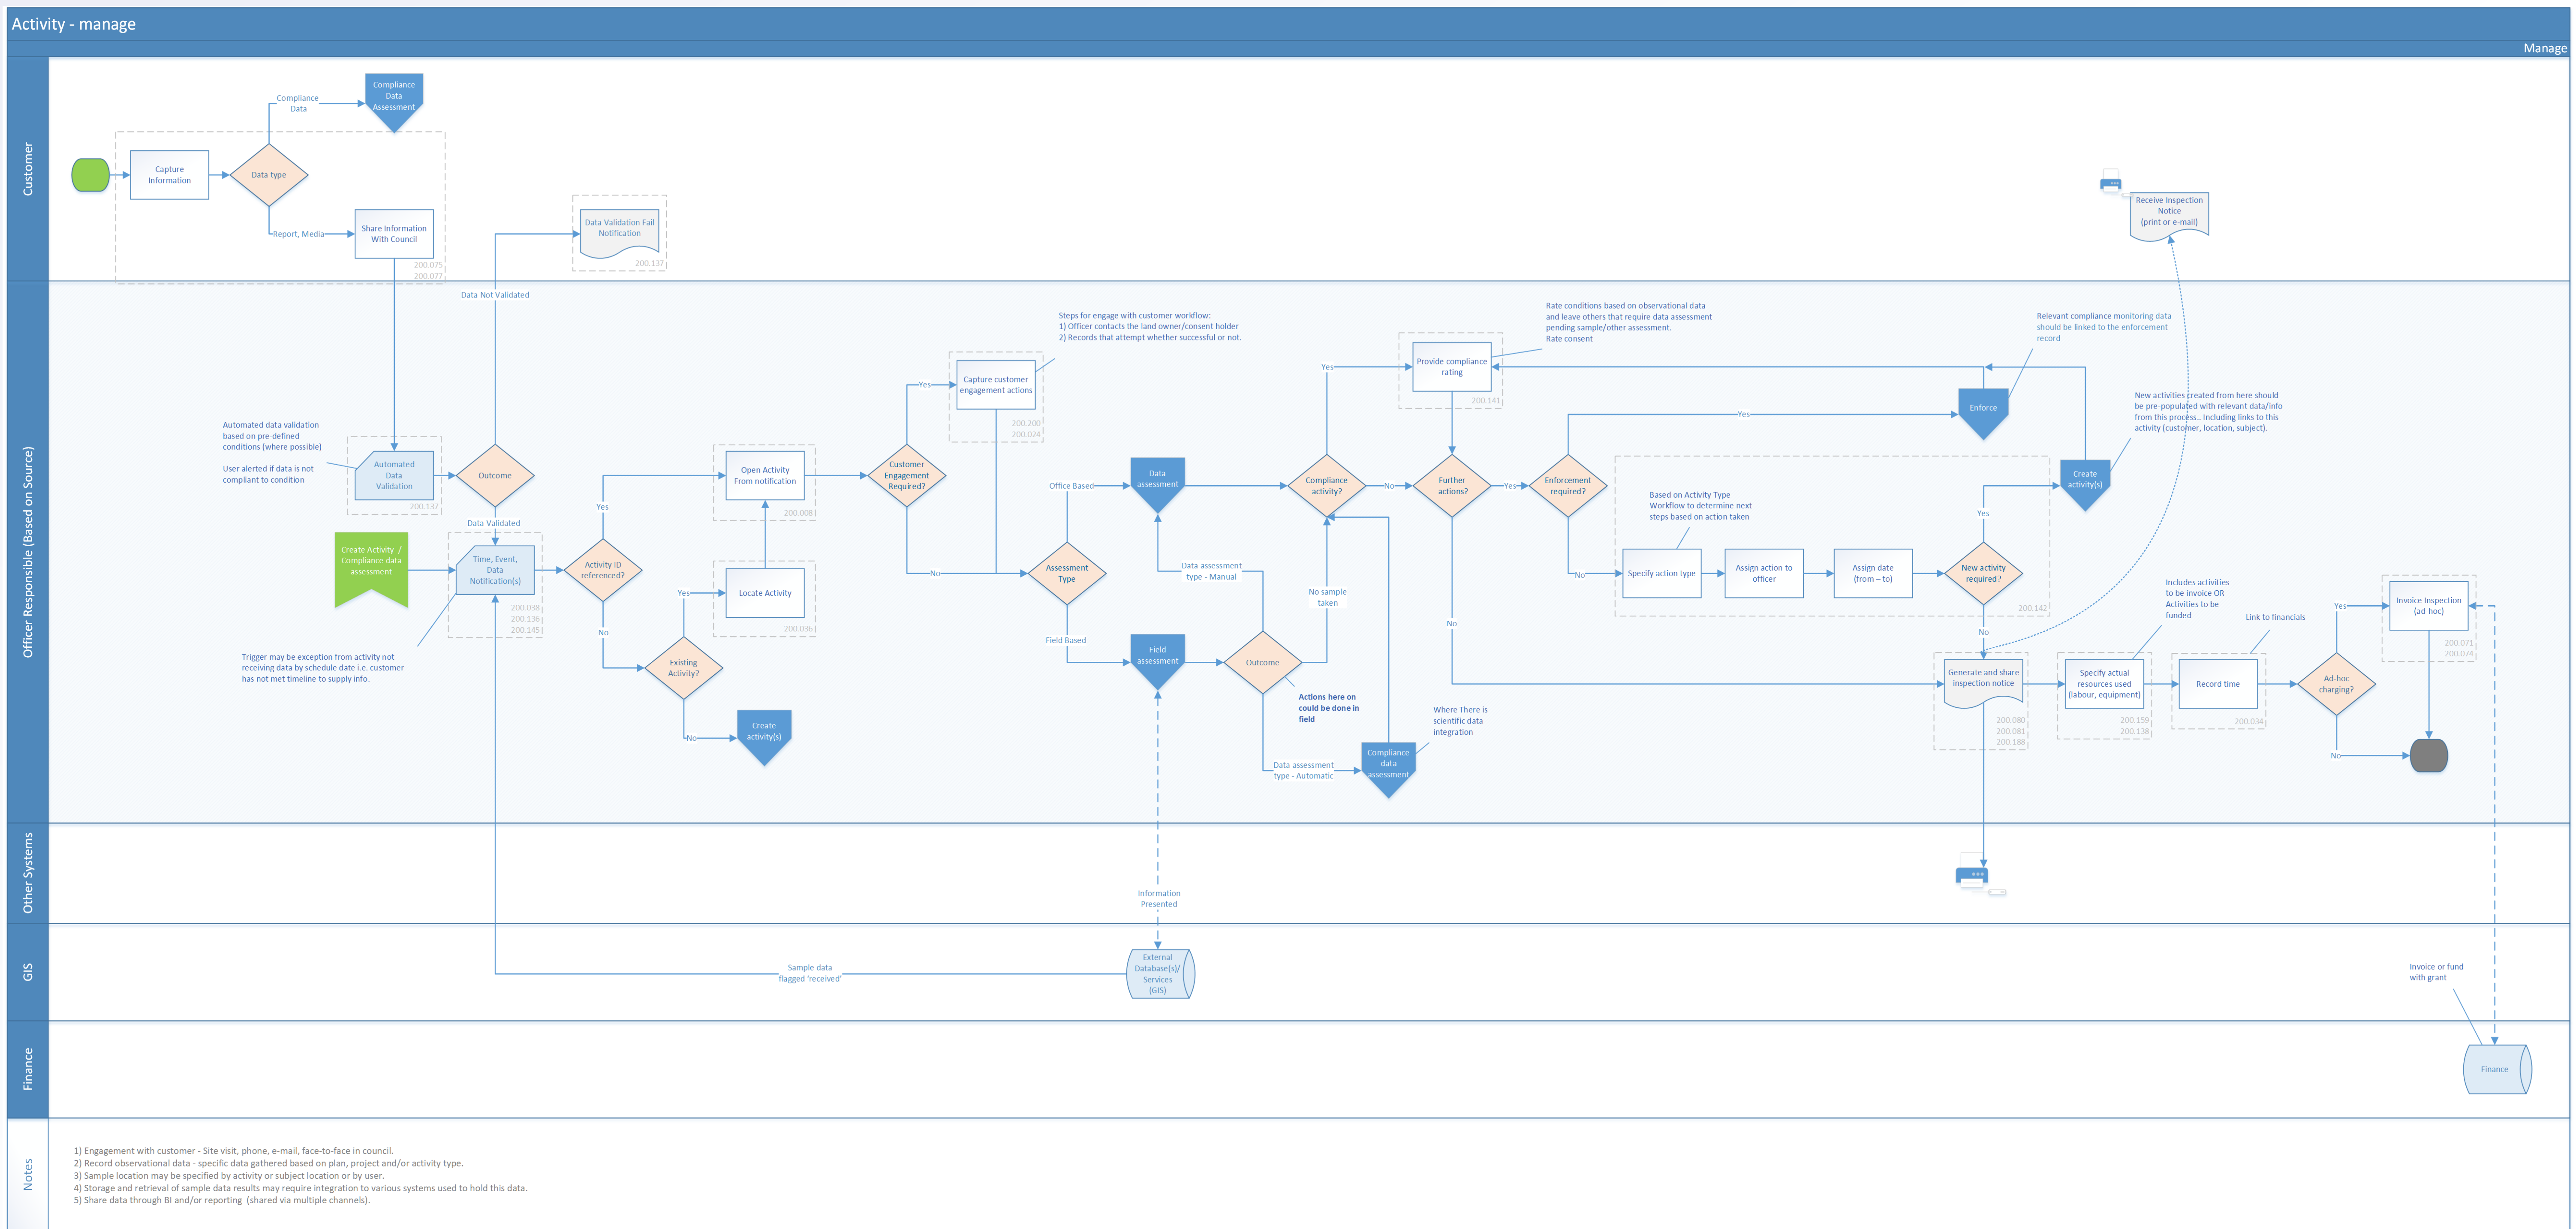 Activity - manage
Manage
Customer
Compliance
Data
Assessment
Compliance
Data
Capture
Information
Data type
Report, Media
Share Information
With Council
200.075
200.077
Data Validation Fail
Notification
200.137
Receive Inspection
Notice
(print or e-mail)
Officer Responsible (Based on Source)
Data Not Validated
Automated data validation
based on pre-defined
conditions (where possible)
User alerted if data is not
compliant to condition
Automated
Data
Validation
200.137
Outcome
Data Validated
Create Activity /
Compliance data
assessment
Time, Event,
Data
Notification(s)
200.038
200.136
200.145
Trigger may be exception from activity not
receiving data by schedule date i.e. customer
has not met timeline to supply info.
Activity ID
referenced?
Yes
No
Existing
Activity?
Yes
No
Create
activity(s)
Open Activity
From notification
200.008
Locate Activity
200.036
Customer
Engagement
Required?
Yes
No
Capture customer
engagement actions
200.200
200.024
Steps for engage with customer workflow:
1) Officer contacts the land owner/consent holder
2) Records that attempt whether successful or not.
Assessment
Type
Office Based
Field Based
Data
assessment
Field
assessment
Data assessment
type - Manual
Outcome
Actions here on
could be done in
field
No sample
taken
Data assessment
type - Automatic
Compliance
data
assessment
Where There is
scientific data
integration
Compliance
activity?
Yes
No
Provide compliance
rating
200.141
Rate conditions based on observational data
and leave others that require data assessment
pending sample/other assessment.
Rate consent
Further
actions?
Yes
No
Enforcement
required?
Yes
No
Enforce
Relevant compliance monitoring data
should be linked to the enforcement
record
Based on Activity Type
Workflow to determine next
steps based on action taken
Specify action type
Assign action to
officer
Assign date
(from – to)
New activity
required?
200.142
Yes
No
Create
activity(s)
New activities created from here should
be pre-populated with relevant data/info
from this process.. Including links to this
activity (customer, location, subject).
Generate and share
inspection notice
200.080
200.081
200.188
Specify actual
resources used
(labour, equipment)
200.159
200.138
Includes activities
to be invoice OR
Activities to be
funded
Record time
200.034
Link to financials
Ad-hoc
charging?
Yes
No
Invoice Inspection
(ad-hoc)
200.071
200.074
Other Systems
Information
Presented
GIS
Sample data
flagged 'received'
External
Database(s)/
Services
(GIS)
Invoice or fund
with grant
Finance
Finance
Notes
1) Engagement with customer - Site visit, phone, e-mail, face-to-face in council.
2) Record observational data - specific data gathered based on plan, project and/or activity type.
3) Sample location may be specified by activity or subject location or by user.
4) Storage and retrieval of sample data results may require integration to various systems used to hold this data.
5) Share data through BI and/or reporting  (shared via multiple channels).